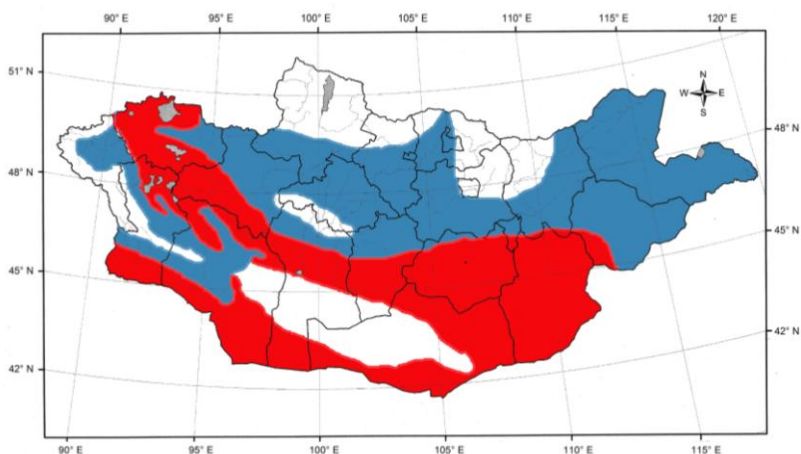 90° E 95° E 100° E 105° E 110° E 115° E 120° E
51° N
N
W E
S
48° N 48° N
45° N 45° N
42° N 42° N
90° E 95° E 100° E 105° E 110° E 115° E